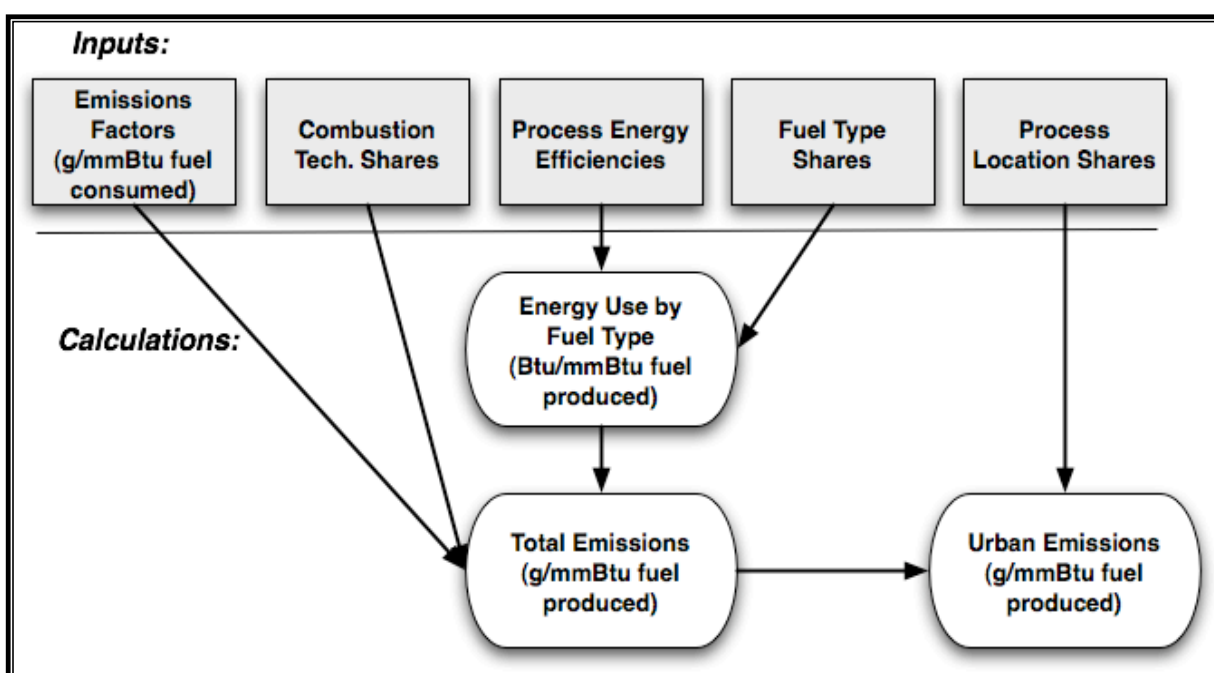 Inputs:
Emissions
Factors
(g/mmBtu fuel
consumed)
Combustion
Tech. Shares
Process Energy
Efficiencies
Fuel Type
Shares
Process
Location Shares
Calculations:
Energy Use by
Fuel Type
(Btu/mmBtu fuel
produced)
Total Emissions
(g/mmBtu fuel
produced)
Urban Emissions
(g/mmBtu fuel
produced)